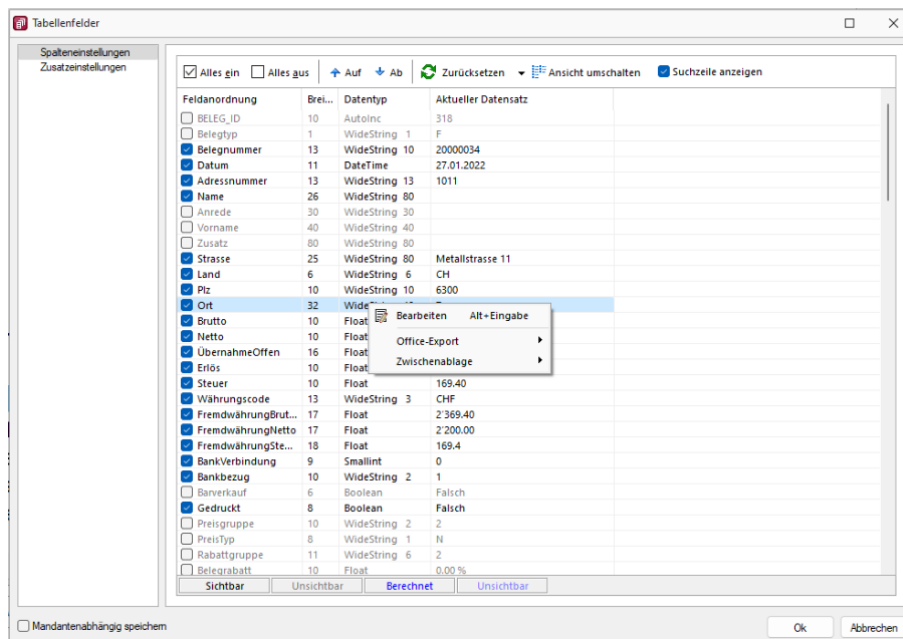 Tabellenfelder
Spalteneinstellungen
Zusatzeinstellungen
Alles ein Alles aus Auf Ab Zurücksetzen Ansicht umschalten Suchzeile anzeigen
Feldanordnung Brei... Datentyp Aktueller Datensatz
BELEG_ID 10 AutoInc 318
Belegtyp 1 WideString 1 F
Belegnummer 13 WideString 10 20000034
Datum 11 DateTime 27.01.2022
Adressnummer 13 WideString 13 1011
Name 26 WideString 80
Anrede 30 WideString 30
Vorname 40 WideString 40
Zusatz 80 WideString 80
Strasse 25 WideString 80 Metallstrasse 11
Land 6 WideString 6 CH
Plz 10 WideString 10 6300
Ort 32
Bearbeiten Alt+Eingabe
Office-Export
Zwischenablage
Brutto 10 Float
Netto 10 Float
ÜbernahmeOffen 16 Float
Erlös 10 Float
Steuer 10 Float 169.40
Währungscode 13 WideString 3 CHF
FremdwährungBrut... 17 Float 2'369.40
FremdwährungNetto 17 Float 2'200.00
FremdwährungSte... 18 Float 169.4
BankVerbindung 9 Smallint 0
Bankbezug 10 WideString 2 1
Barverkauf 6 Boolean Falsch
Gedruckt 8 Boolean Falsch
Preisgruppe 10 WideString 2 2
PreisTyp 8 WideString 1 N
Rabattgruppe 11 WideString 6 2
Belegrabatt 10 Float 0.00 %
Sichtbar Unsichtbar Berechnet Unsichtbar
Mandantenabhängig speichern
Ok Abbrechen